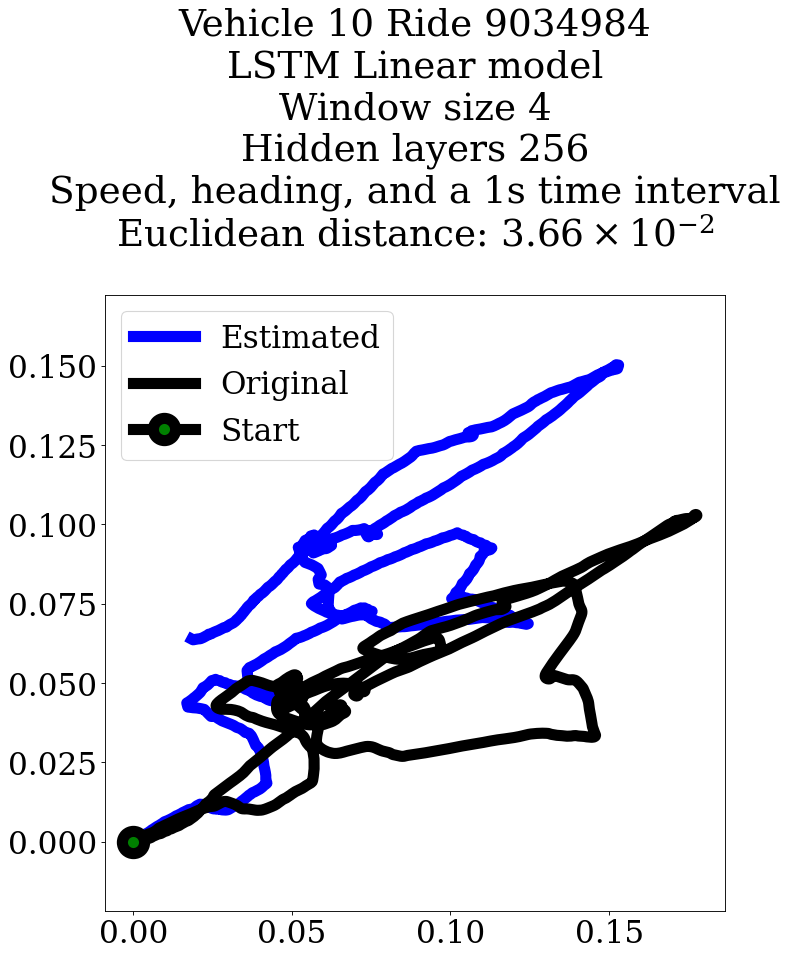 Vehicle 10 Ride 9034984
LSTM Linear model
Window size 4
Hidden layers 256
Speed, heading, and a 1s time interval
Euclidean distance: 3.66 × 10⁻²
Estimated
Original
Start
0.150
0.125
0.100
0.075
0.050
0.025
0.000
0.00 0.05 0.10 0.15